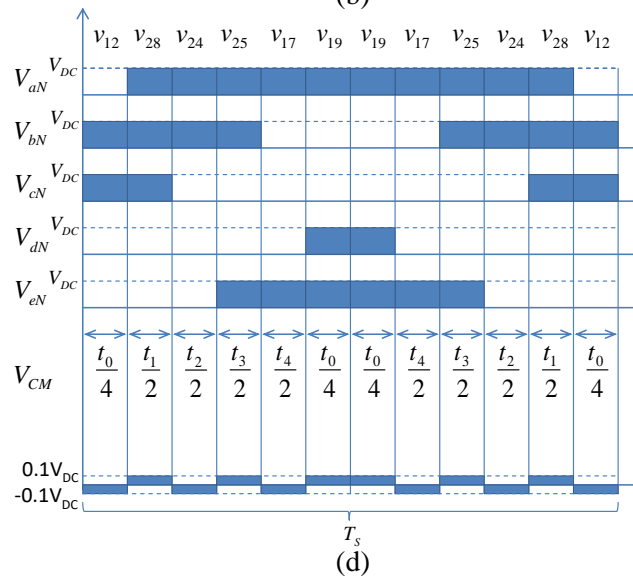 (b)
v12 v28 v24 v25 v17 v19 v19 v17 v25 v24 v28 v12
VaN VDC
VbN VDC
VcN VDC
VdN VDC
VeN VDC
VCM t0/4 t1/2 t2/2 t3/2 t4/2 t0/4 t0/4 t4/2 t3/2 t2/2 t1/2 t0/4
0.1VDC
-0.1VDC
Ts
(d)